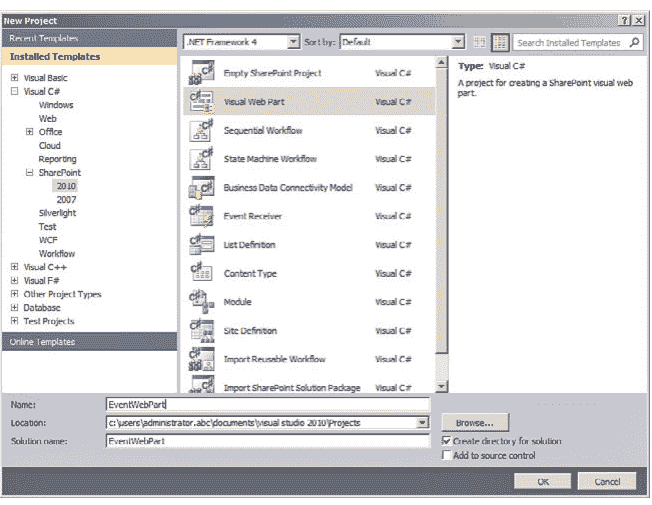 New Project
Recent Templates
Installed Templates
Visual Basic
Visual C#
Windows
Web
Office
Cloud
Reporting
SharePoint
2010
2007
Silverlight
Test
WCF
Workflow
Visual C++
Visual F#
Other Project Types
Database
Test Projects
Online Templates
.NET Framework 4 Sort by: Default Search Installed Templates
Empty SharePoint Project Visual C#
Visual Web Part Visual C#
Sequential Workflow Visual C#
State Machine Workflow Visual C#
Business Data Connectivity Model Visual C#
Event Receiver Visual C#
List Definition Visual C#
Content Type Visual C#
Module Visual C#
Site Definition Visual C#
Import Reusable Workflow Visual C#
Import SharePoint Solution Package Visual C#
Type: Visual C#
A project for creating a SharePoint visual web
part.
Name: EventWebPart
Location: c:\users\administrator.abc\documents\visual studio 2010\Projects Browse...
Solution name: EventWebPart
Create directory for solution
Add to source control
OK Cancel